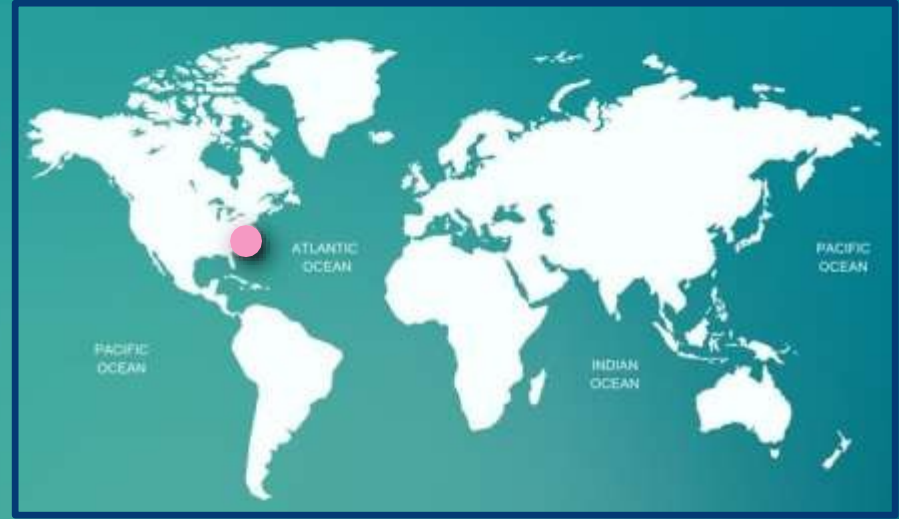 ATLANTIC
OCEAN
PACIFIC
OCEAN
PACIFIC
OCEAN
INDIAN
OCEAN